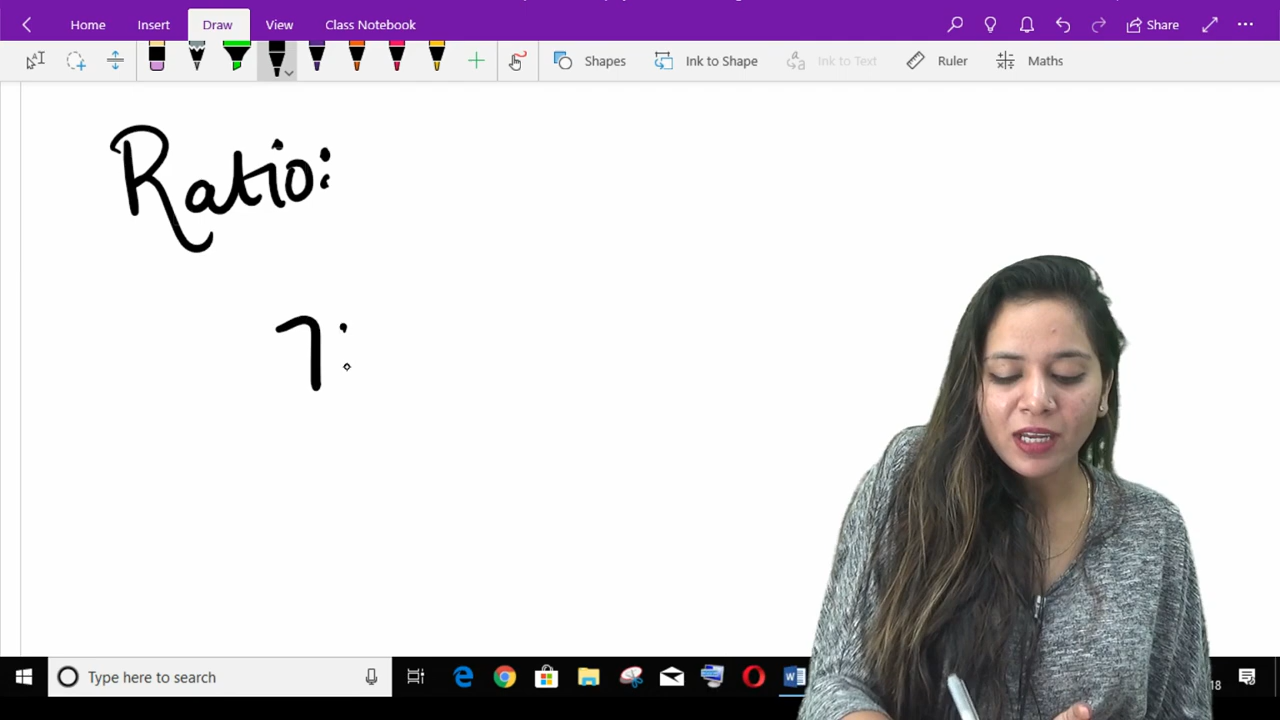 Home Insert Draw View Class Notebook Share
Shapes Ink to Shape Ink to Text Ruler Maths
Ratio:
7:
Type here to search
18